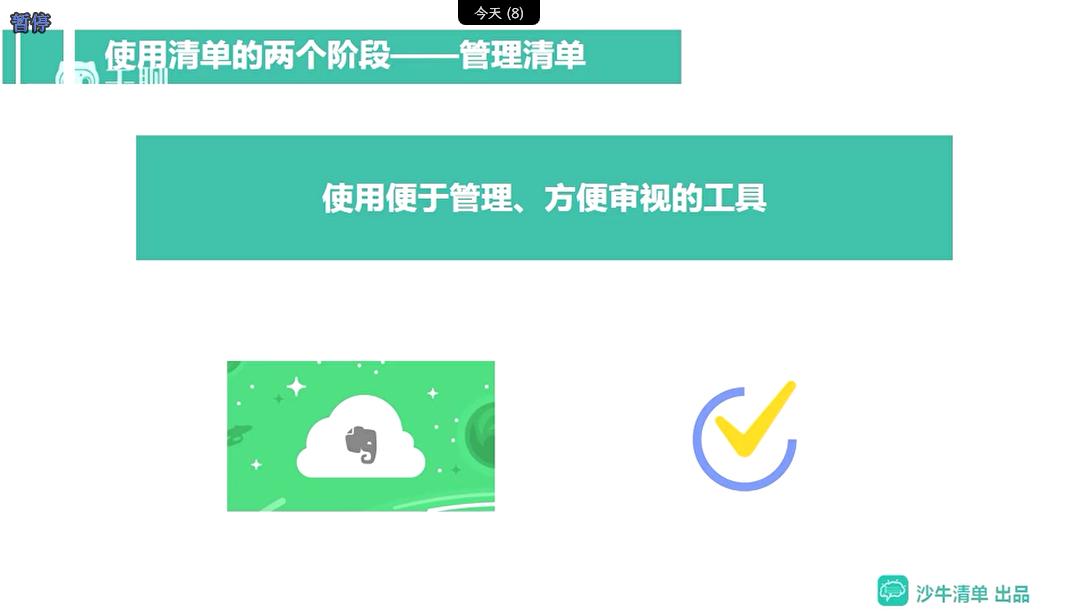 今天 (8)
暂停
使用清单的两个阶段——管理清单
使用便于管理、方便审视的工具
沙牛清单 出品